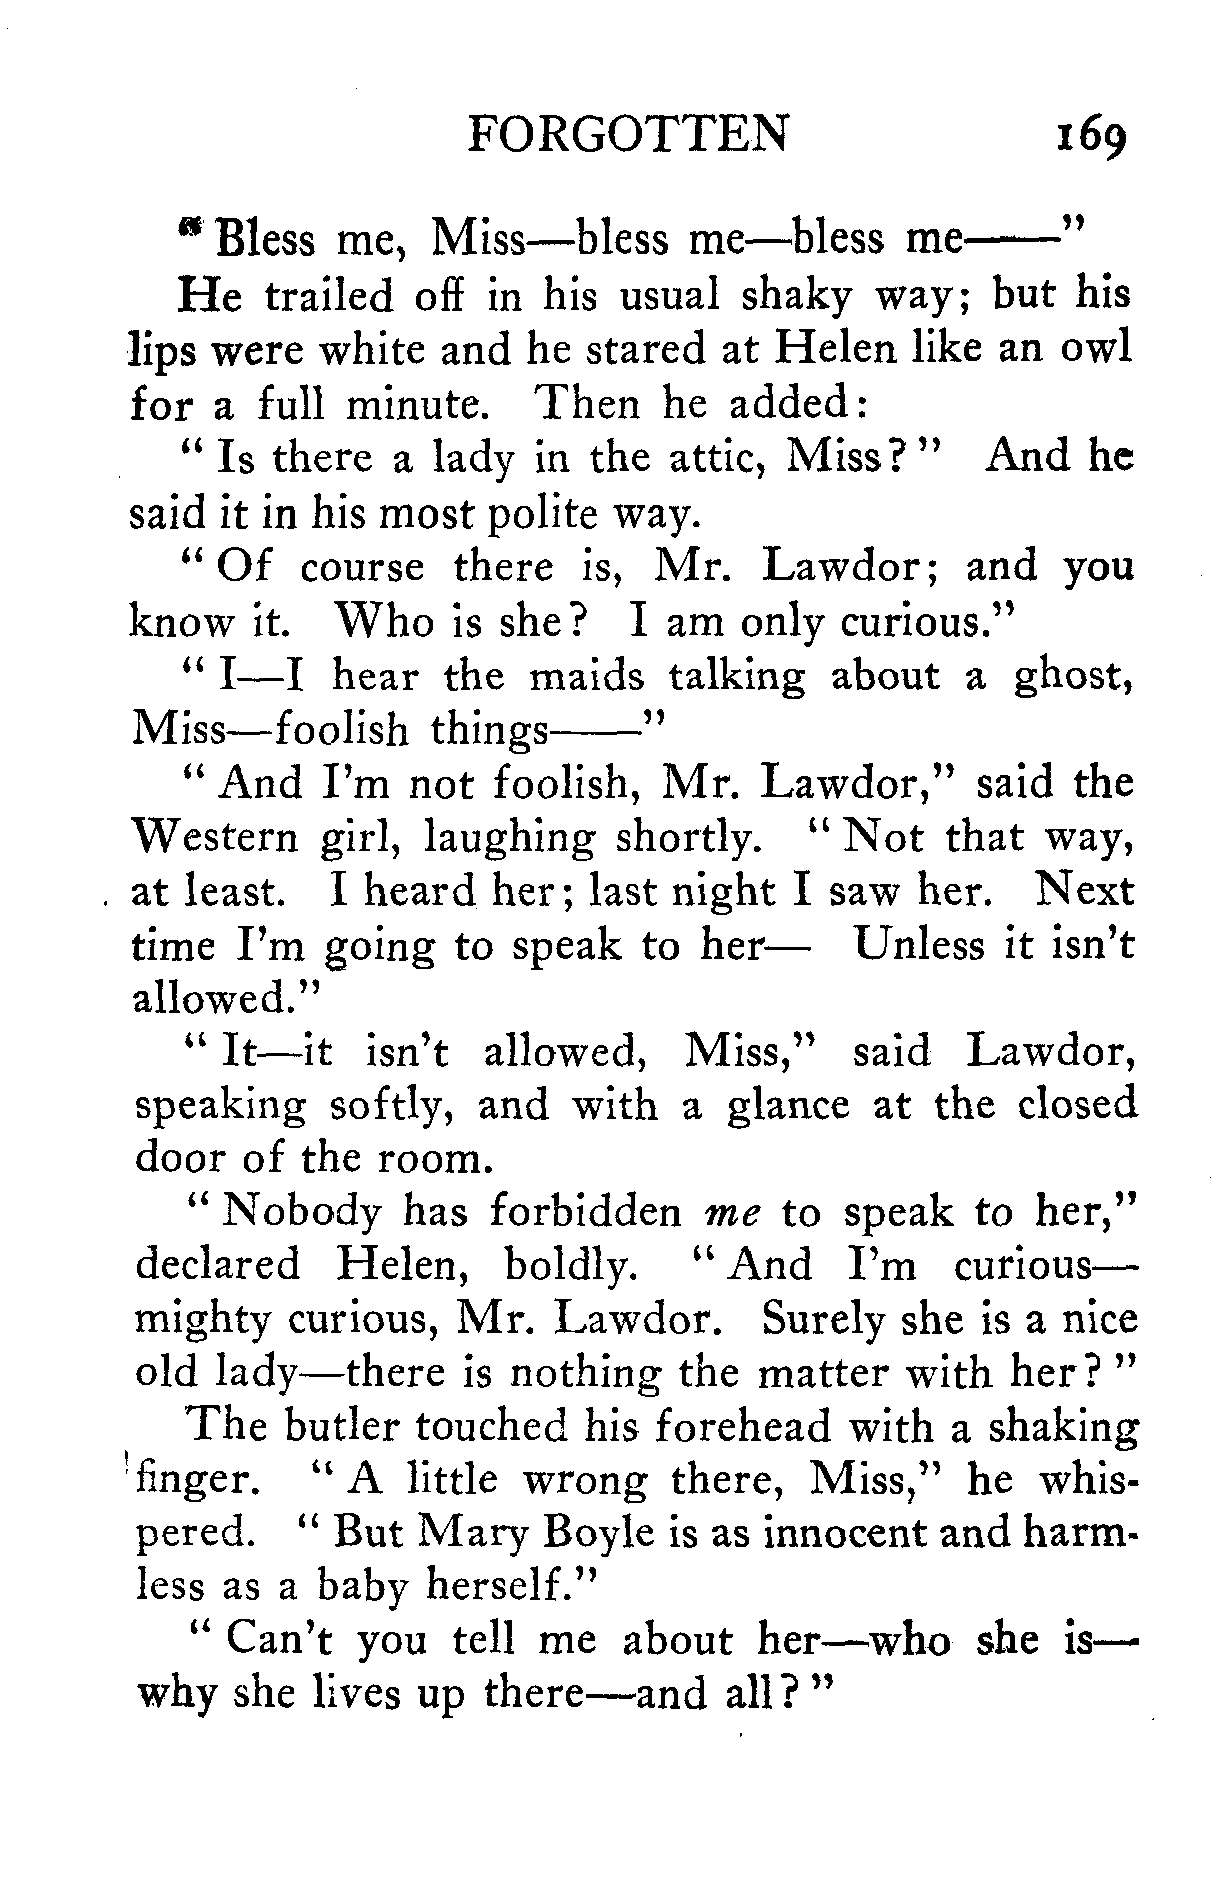 FORGOTTEN 169
" Bless me, Miss—bless me—bless me——"
He trailed off in his usual shaky way; but his
lips were white and he stared at Helen like an owl
for a full minute. Then he added:
" Is there a lady in the attic, Miss? " And he
said it in his most polite way.
" Of course there is, Mr. Lawdor; and you
know it. Who is she? I am only curious."
" I—I hear the maids talking about a ghost,
Miss—foolish things——"
" And I'm not foolish, Mr. Lawdor," said the
Western girl, laughing shortly. " Not that way,
at least. I heard her; last night I saw her. Next
time I'm going to speak to her— Unless it isn't
allowed."
" It—it isn't allowed, Miss," said Lawdor,
speaking softly, and with a glance at the closed
door of the room.
" Nobody has forbidden me to speak to her,"
declared Helen, boldly. " And I'm curious—
mighty curious, Mr. Lawdor. Surely she is a nice
old lady—there is nothing the matter with her? "
The butler touched his forehead with a shaking
finger. " A little wrong there, Miss," he whis-
pered. " But Mary Boyle is as innocent and harm-
less as a baby herself."
" Can't you tell me about her—who she is—
why she lives up there—and all? "